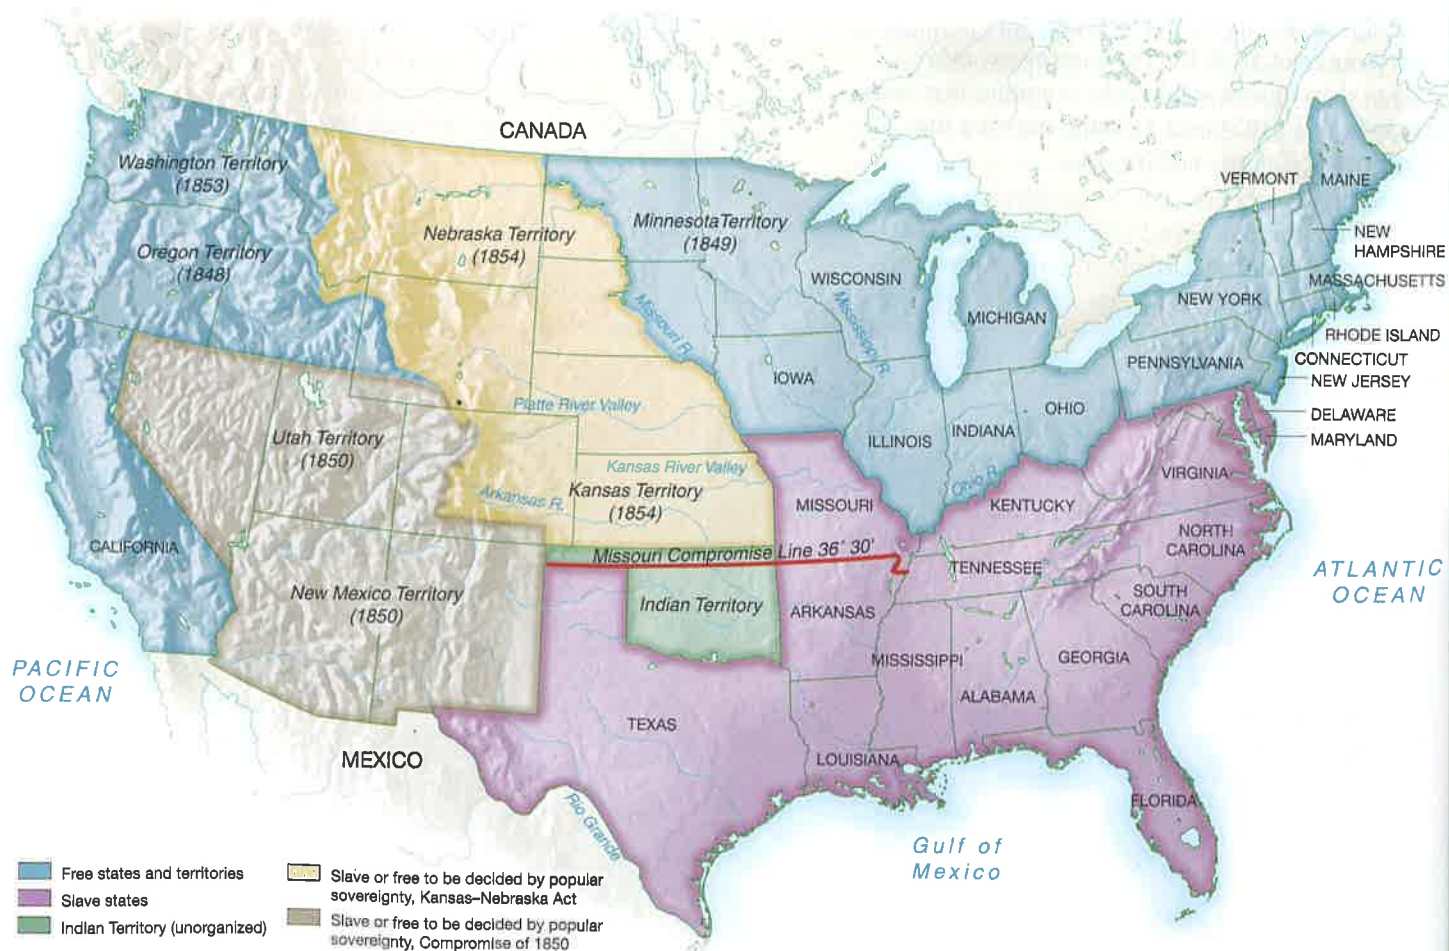 CANADA
Washington Territory
(1853)
Oregon Territory
(1848)
Nebraska Territory
(1854)
Minnesota Territory
(1849)
VERMONT
MAINE
NEW
HAMPSHIRE
MASSACHUSETTS
NEW YORK
WISCONSIN
MICHIGAN
RHODE ISLAND
CONNECTICUT
NEW JERSEY
PENNSYLVANIA
Missouri R.
Mississippi R.
IOWA
Platte River Valley
OHIO
DELAWARE
MARYLAND
ILLINOIS
INDIANA
Utah Territory
(1850)
Kansas River Valley
Arkansas R.
Kansas Territory
(1854)
Ohio R.
VIRGINIA
MISSOURI
KENTUCKY
CALIFORNIA
Missouri Compromise Line 36° 30'
NORTH
CAROLINA
TENNESSEE
ATLANTIC
OCEAN
New Mexico Territory
(1850)
Indian Territory
ARKANSAS
SOUTH
CAROLINA
PACIFIC
OCEAN
MISSISSIPPI
GEORGIA
ALABAMA
TEXAS
MEXICO
LOUISIANA
FLORIDA
Rio Grande
Gulf of
Mexico
Free states and territories
Slave states
Indian Territory (unorganized)
Slave or free to be decided by popular
sovereignty, Kansas–Nebraska Act
Slave or free to be decided by popular
sovereignty, Compromise of 1850